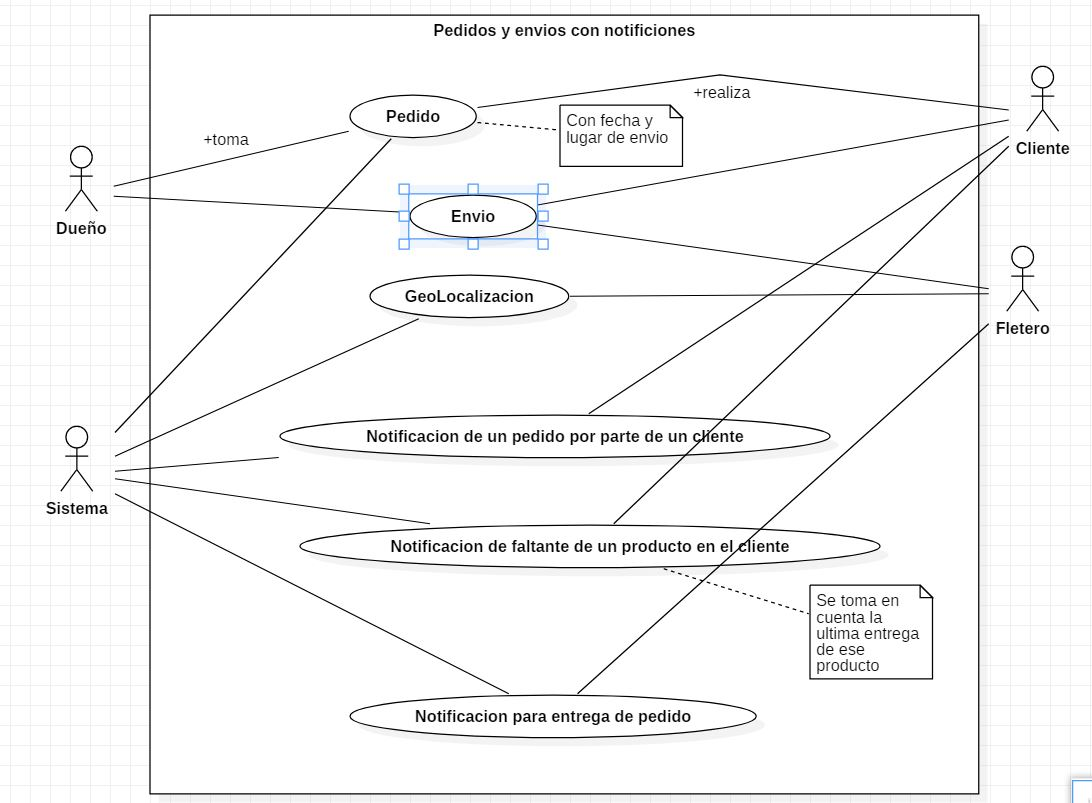 Pedidos y envios con notificiones
+realiza
Pedido
Con fecha y
lugar de envio
+toma
Cliente
Dueño
Envio
GeoLocalizacion
Fletero
Notificacion de un pedido por parte de un cliente
Sistema
Notificacion de faltante de un producto en el cliente
Se toma en
cuenta la
ultima entrega
de ese
producto
Notificacion para entrega de pedido